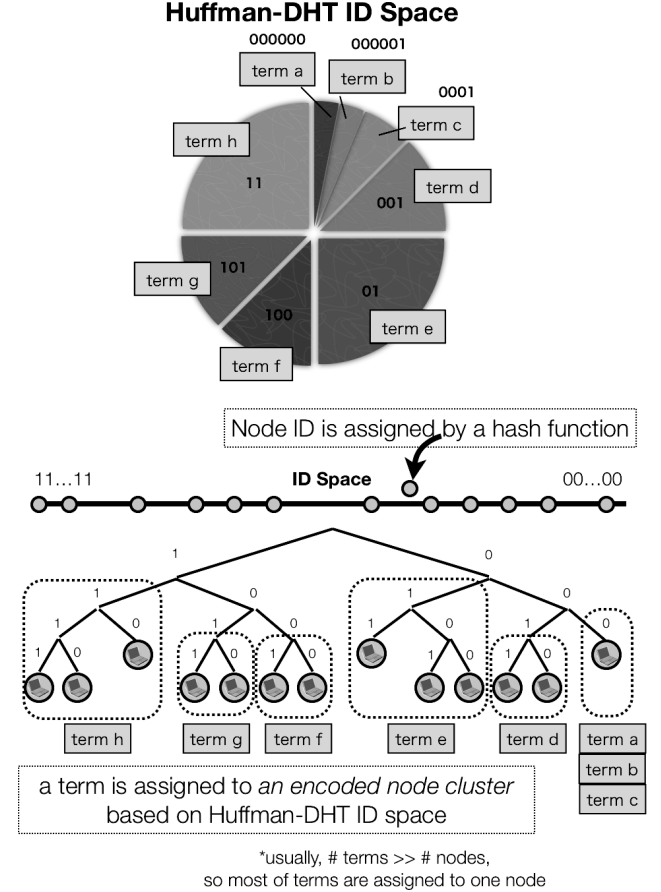 Huffman-DHT ID Space
000000
000001
term a
term b
0001
term c
term h
11
001
term d
term g
101
01
100
term e
term f
Node ID is assigned by a hash function
11...11
ID Space
00...00
1
0
1
0
1
0
1
0
1
0
1
0
1
0
1
0
1
0
1
0
1
0
term h
term g
term f
term e
term d
term a
term b
term c
a term is assigned to an encoded node cluster
based on Huffman-DHT ID space
*usually, # terms >> # nodes,
so most of terms are assigned to one node